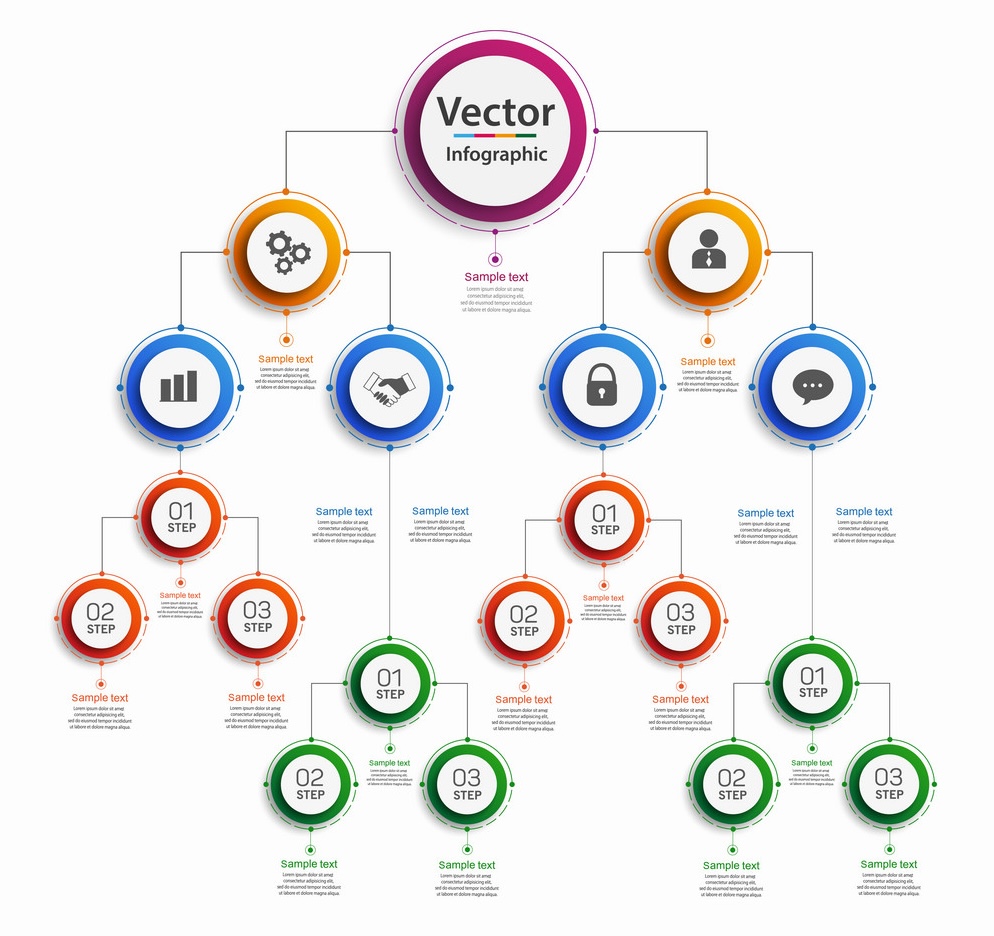 Vector
Infographic
Sample text
Lorem ipsum dolor sit amet
consectetur adipiscing elit,
sed do eiusmod tempor incididunt
ut labore et dolore magna aliqua.
Sample text
Lorem ipsum dolor sit amet
consectetur adipiscing elit,
sed do eiusmod tempor incididunt
ut labore et dolore magna aliqua.
Sample text
Lorem ipsum dolor sit amet
consectetur adipiscing elit,
sed do eiusmod tempor incididunt
ut labore et dolore magna aliqua.
01
STEP
Sample text
Lorem ipsum dolor sit amet
consectetur adipiscing elit,
sed do eiusmod tempor incididunt
ut labore et dolore magna aliqua.
Sample text
Lorem ipsum dolor sit amet
consectetur adipiscing elit,
sed do eiusmod tempor incididunt
ut labore et dolore magna aliqua.
01
STEP
Sample text
Lorem ipsum dolor sit amet
consectetur adipiscing elit,
sed do eiusmod tempor incididunt
ut labore et dolore magna aliqua.
Sample text
Lorem ipsum dolor sit amet
consectetur adipiscing elit,
sed do eiusmod tempor incididunt
ut labore et dolore magna aliqua.
Sample text
Lorem ipsum dolor sit amet
consectetur adipiscing elit,
sed do eiusmod tempor incididunt
ut labore et dolore magna aliqua.
Sample text
Lorem ipsum dolor sit amet
consectetur adipiscing elit,
sed do eiusmod tempor incididunt
ut labore et dolore magna aliqua.
02
STEP
03
STEP
02
STEP
03
STEP
Sample text
Lorem ipsum dolor sit amet
consectetur adipiscing elit,
sed do eiusmod tempor incididunt
ut labore et dolore magna aliqua.
Sample text
Lorem ipsum dolor sit amet
consectetur adipiscing elit,
sed do eiusmod tempor incididunt
ut labore et dolore magna aliqua.
01
STEP
Sample text
Lorem ipsum dolor sit amet
consectetur adipiscing elit,
sed do eiusmod tempor incididunt
ut labore et dolore magna aliqua.
Sample text
Lorem ipsum dolor sit amet
consectetur adipiscing elit,
sed do eiusmod tempor incididunt
ut labore et dolore magna aliqua.
01
STEP
Sample text
Lorem ipsum dolor sit amet
consectetur adipiscing elit,
sed do eiusmod tempor incididunt
ut labore et dolore magna aliqua.
Sample text
Lorem ipsum dolor sit amet
consectetur adipiscing elit,
sed do eiusmod tempor incididunt
ut labore et dolore magna aliqua.
02
STEP
03
STEP
02
STEP
03
STEP
Sample text
Lorem ipsum dolor sit amet
consectetur adipiscing elit,
sed do eiusmod tempor incididunt
ut labore et dolore magna aliqua.
Sample text
Lorem ipsum dolor sit amet
consectetur adipiscing elit,
sed do eiusmod tempor incididunt
ut labore et dolore magna aliqua.
Sample text
Lorem ipsum dolor sit amet
consectetur adipiscing elit,
sed do eiusmod tempor incididunt
ut labore et dolore magna aliqua.
Sample text
Lorem ipsum dolor sit amet
consectetur adipiscing elit,
sed do eiusmod tempor incididunt
ut labore et dolore magna aliqua.